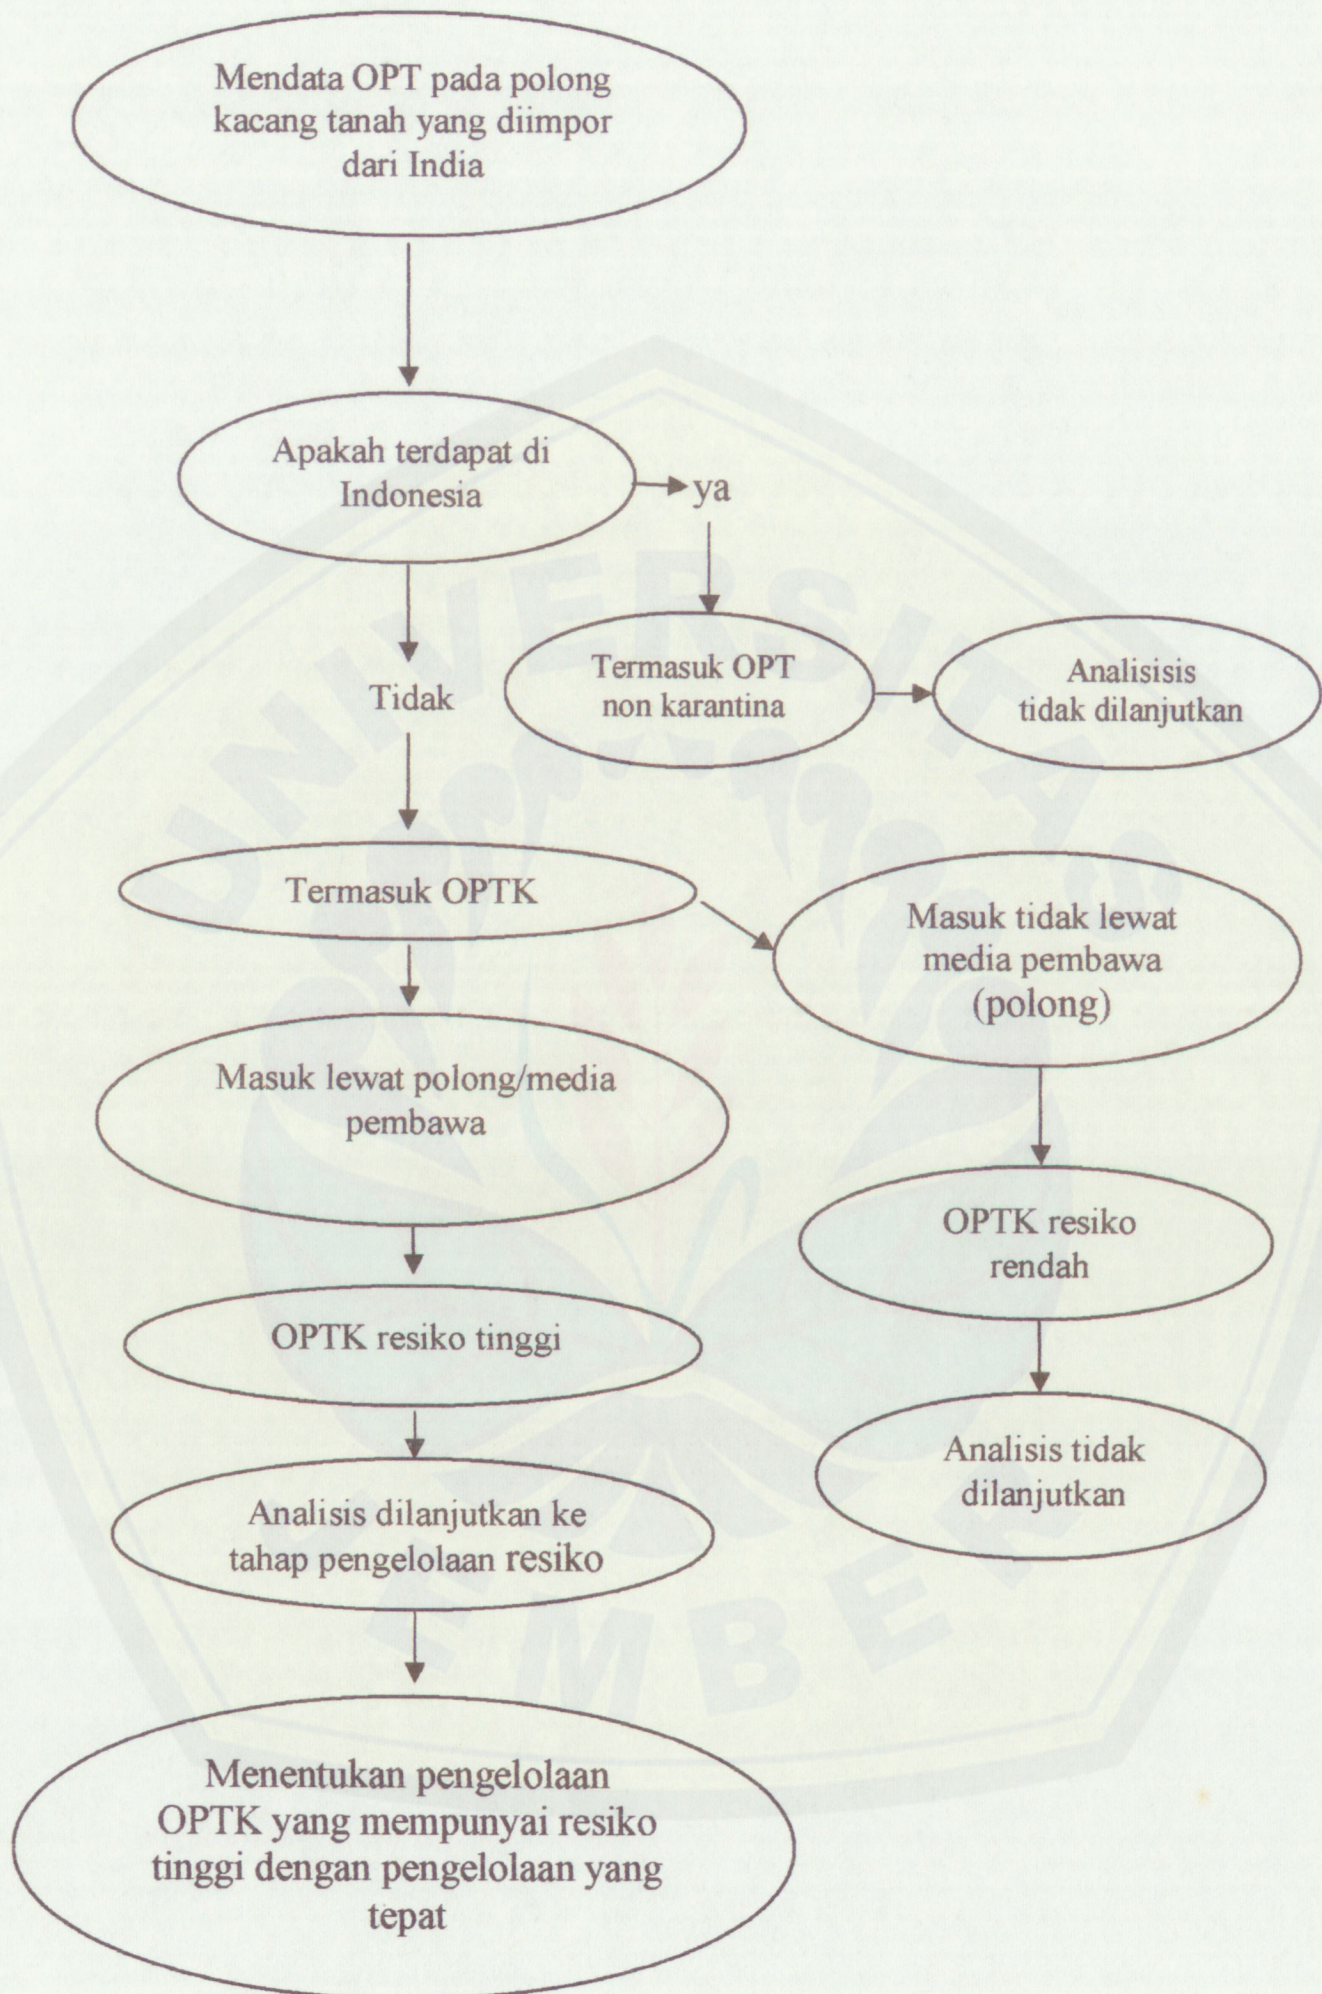 Mendata OPT pada polong
kacang tanah yang diimpor
dari India
Apakah terdapat di
Indonesia
ya
Tidak
Termasuk OPT
non karantina
Analisisis
tidak dilanjutkan
Termasuk OPTK
Masuk tidak lewat
media pembawa
(polong)
Masuk lewat polong/media
pembawa
OPTK resiko
rendah
OPTK resiko tinggi
Analisis tidak
dilanjutkan
Analisis dilanjutkan ke
tahap pengelolaan resiko
Menentukan pengelolaan
OPTK yang mempunyai resiko
tinggi dengan pengelolaan yang
tepat
UNIVERSITAS
JEMBER